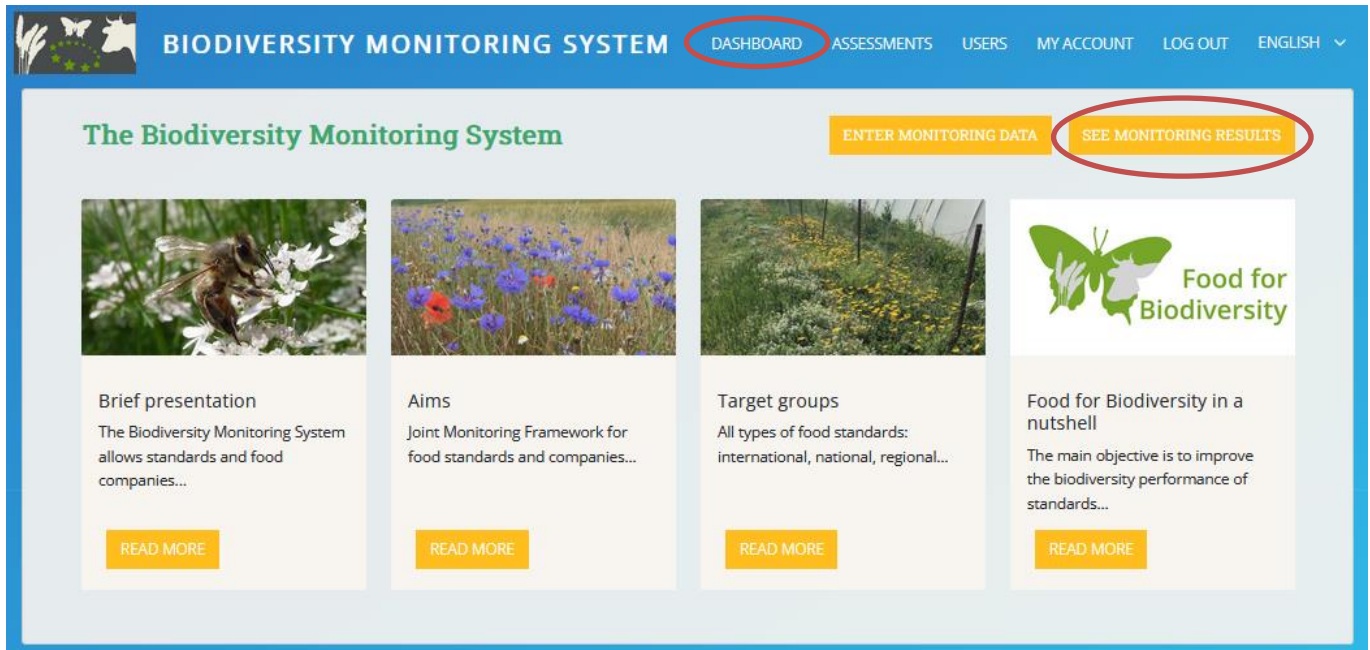 BIODIVERSITY MONITORING SYSTEM
DASHBOARD ASSESSMENTS USERS MY ACCOUNT LOG OUT ENGLISH
The Biodiversity Monitoring System
ENTER MONITORING DATA
SEE MONITORING RESULTS
Food for
Biodiversity
Brief presentation
The Biodiversity Monitoring System
allows standards and food
companies...
READ MORE
Aims
Joint Monitoring Framework for
food standards and companies...
READ MORE
Target groups
All types of food standards:
international, national, regional...
READ MORE
Food for Biodiversity in a
nutshell
The main objective is to improve
the biodiversity performance of
standards...
READ MORE